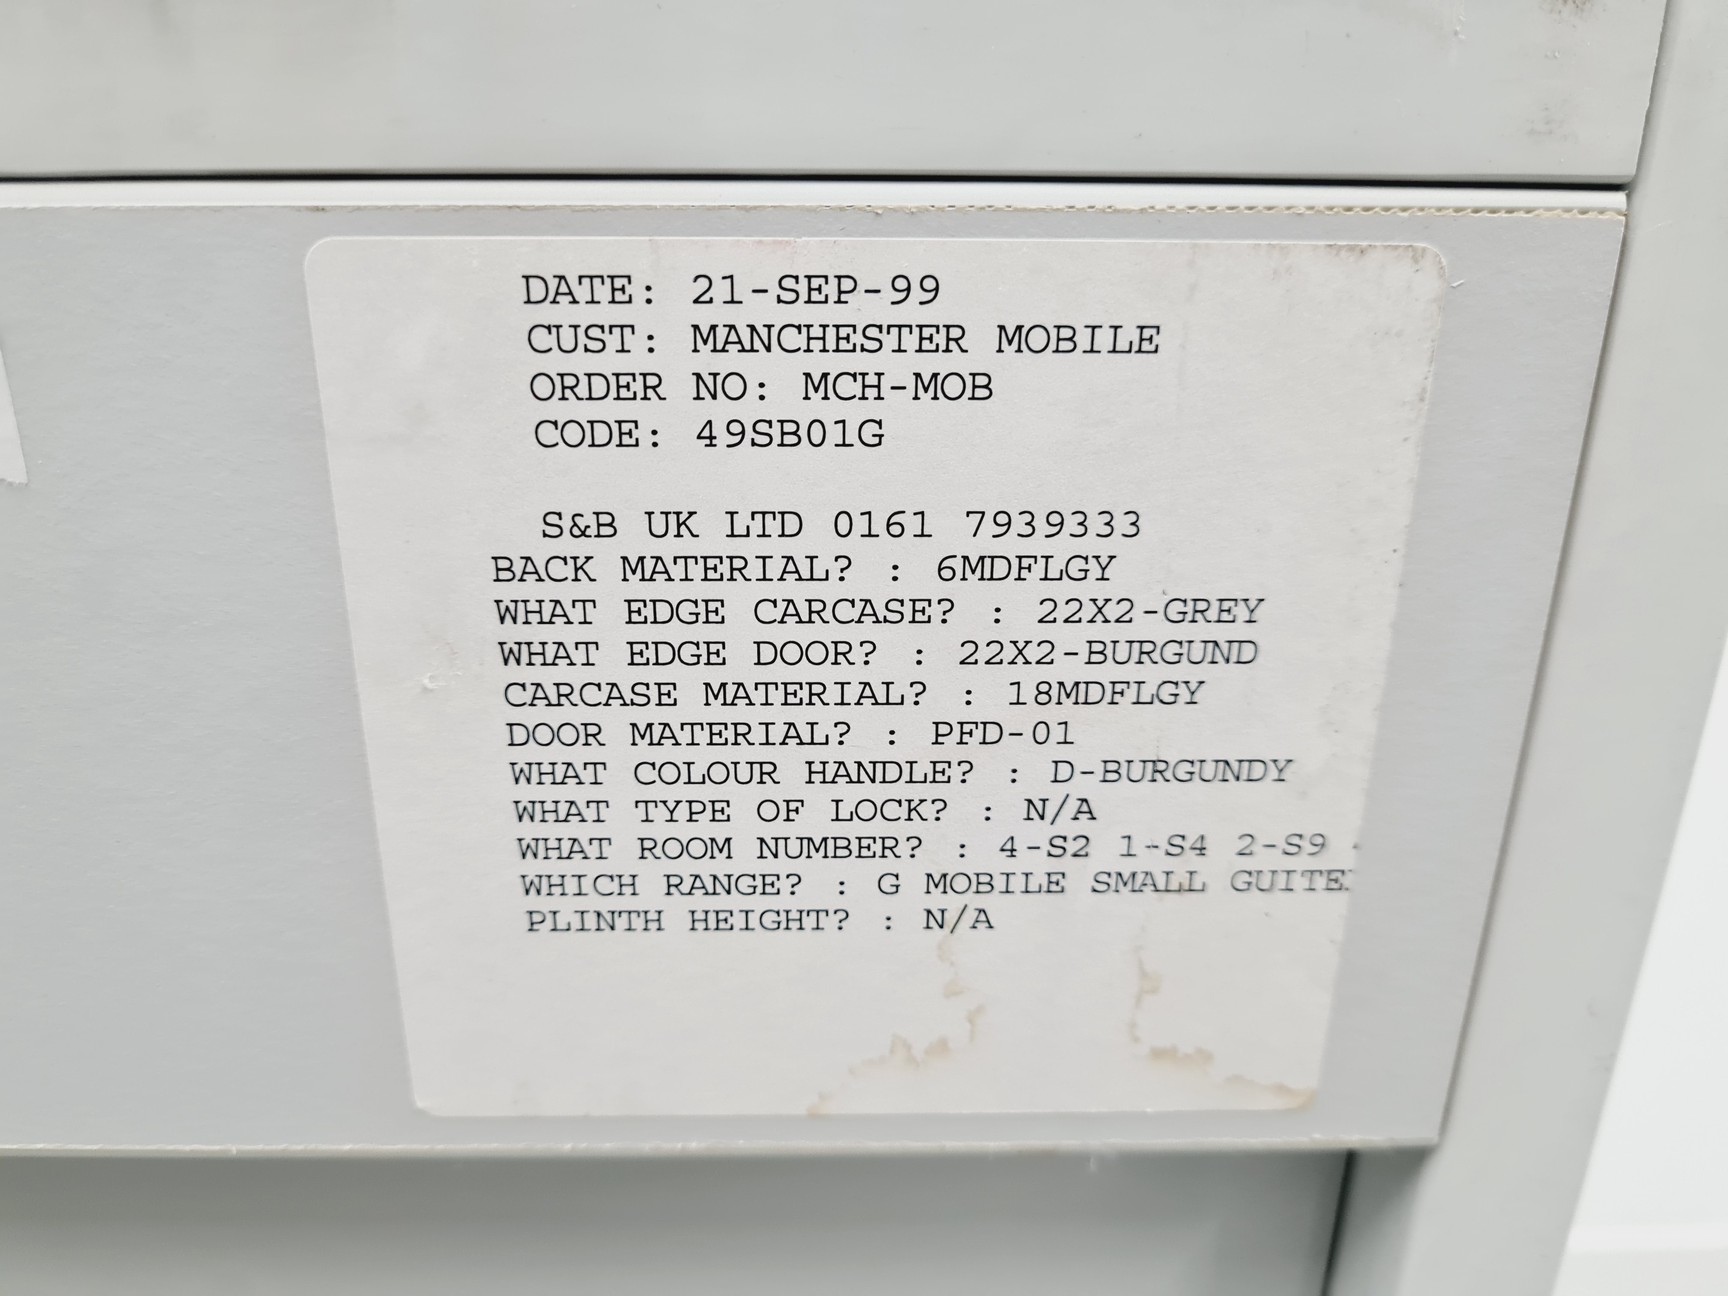 DATE: 21-SEP-99
CUST: MANCHESTER MOBILE
ORDER NO: MCH-MOB
CODE: 49SB01G
S&B UK LTD 0161 7939333
BACK MATERIAL? : 6MDFLGY
WHAT EDGE CARCASE? : 22X2-GREY
WHAT EDGE DOOR? : 22X2-BURGUND
CARCASE MATERIAL? : 18MDFLGY
DOOR MATERIAL? : PFD-01
WHAT COLOUR HANDLE? : D-BURGUNDY
WHAT TYPE OF LOCK? : N/A
WHAT ROOM NUMBER? : 4-S2 1-S4 2-S9
WHICH RANGE? : G MOBILE SMALL
PLINTH HEIGHT? : N/A